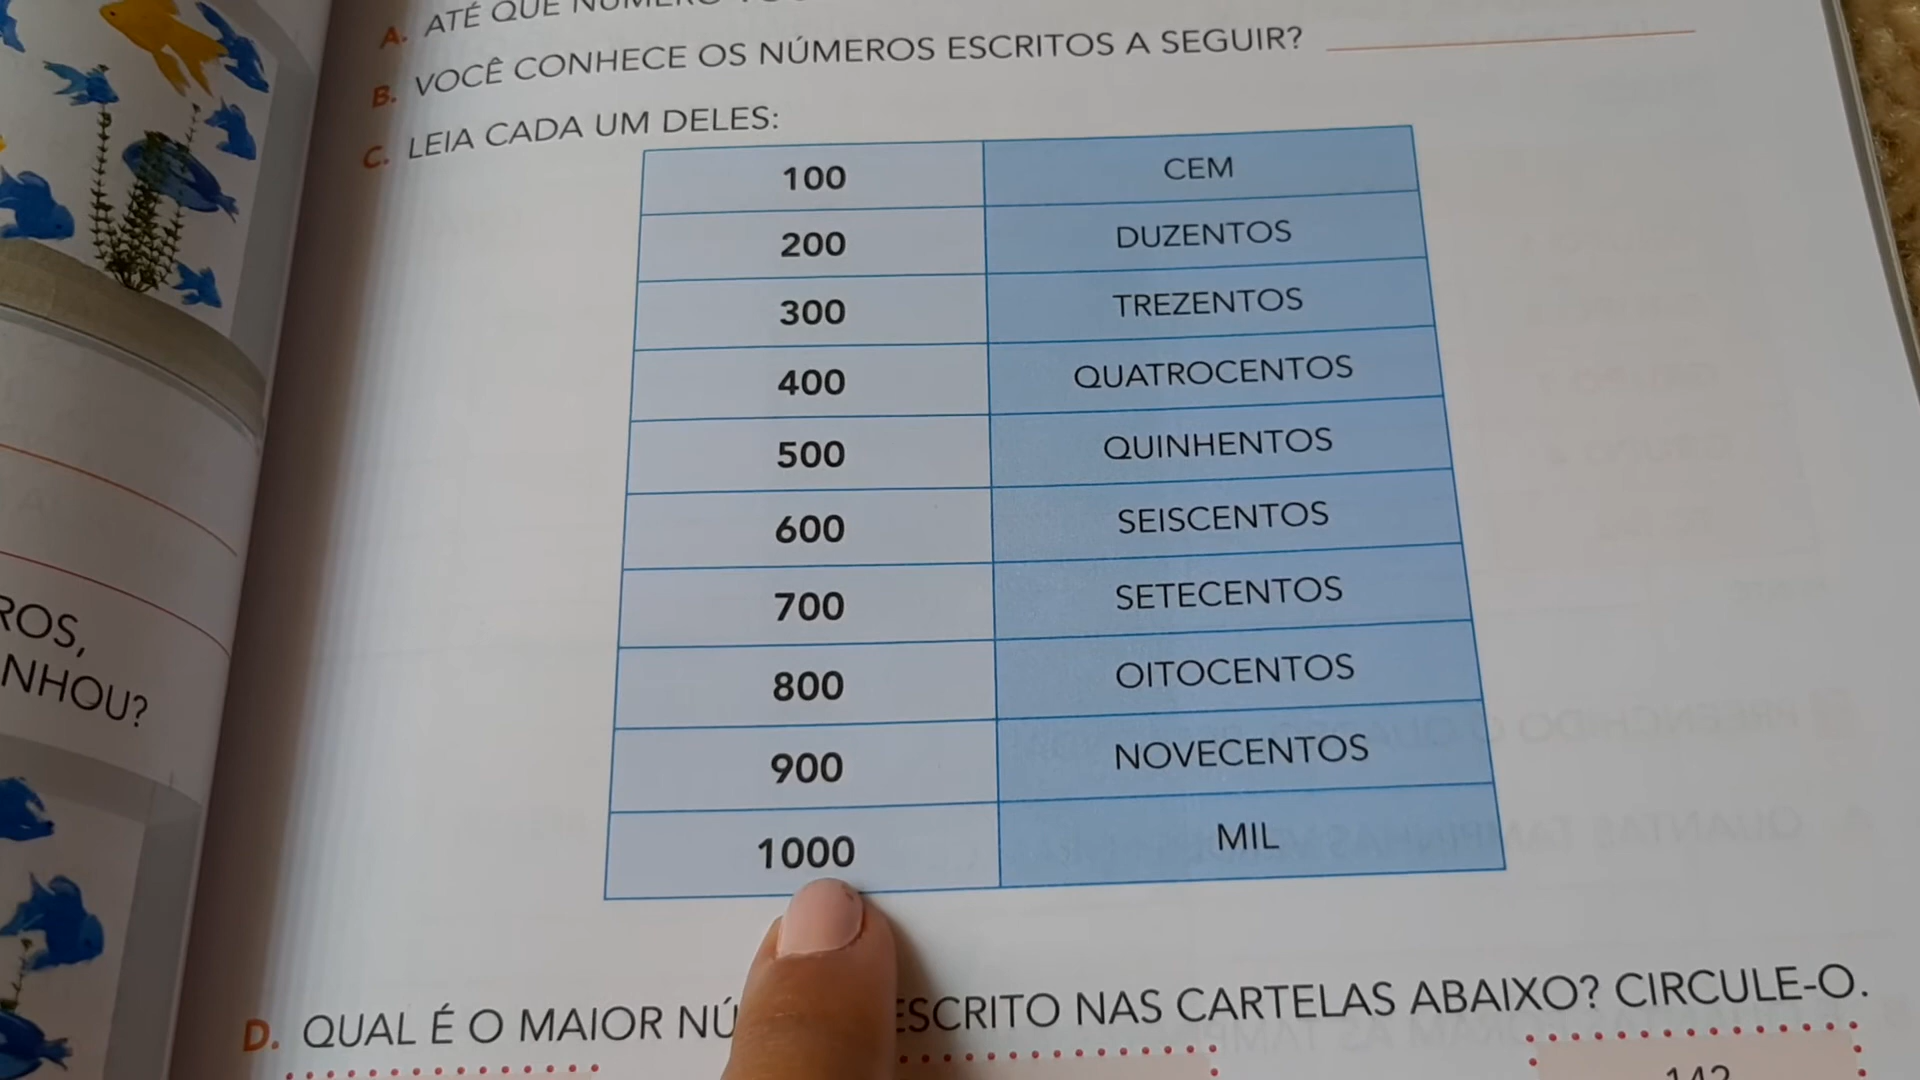 A. ATÉ QUE
B. VOCÊ CONHECE OS NÚMEROS ESCRITOS A SEGUIR?
C. LEIA CADA UM DELES:
100 CEM
200 DUZENTOS
300 TREZENTOS
400 QUATROCENTOS
500 QUINHENTOS
600 SEISCENTOS
700 SETECENTOS
800 OITOCENTOS
900 NOVECENTOS
1000 MIL
ROS,
NHOU?
D. QUAL É O MAIOR NÚ ESCRITO NAS CARTELAS ABAIXO? CIRCULE-O.
142